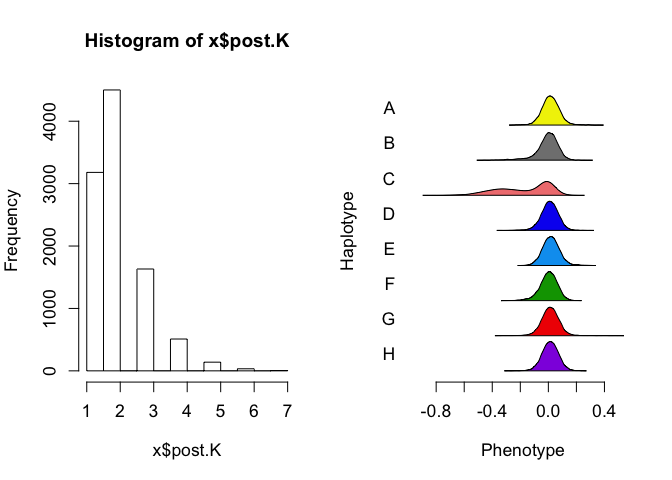 Histogram of x$post.K
Frequency
0
1000
2000
3000
4000
1 2 3 4 5 6 7
x$post.K
Haplotype
A
B
C
D
E
F
G
H
-0.8 -0.4 0.0 0.4
Phenotype